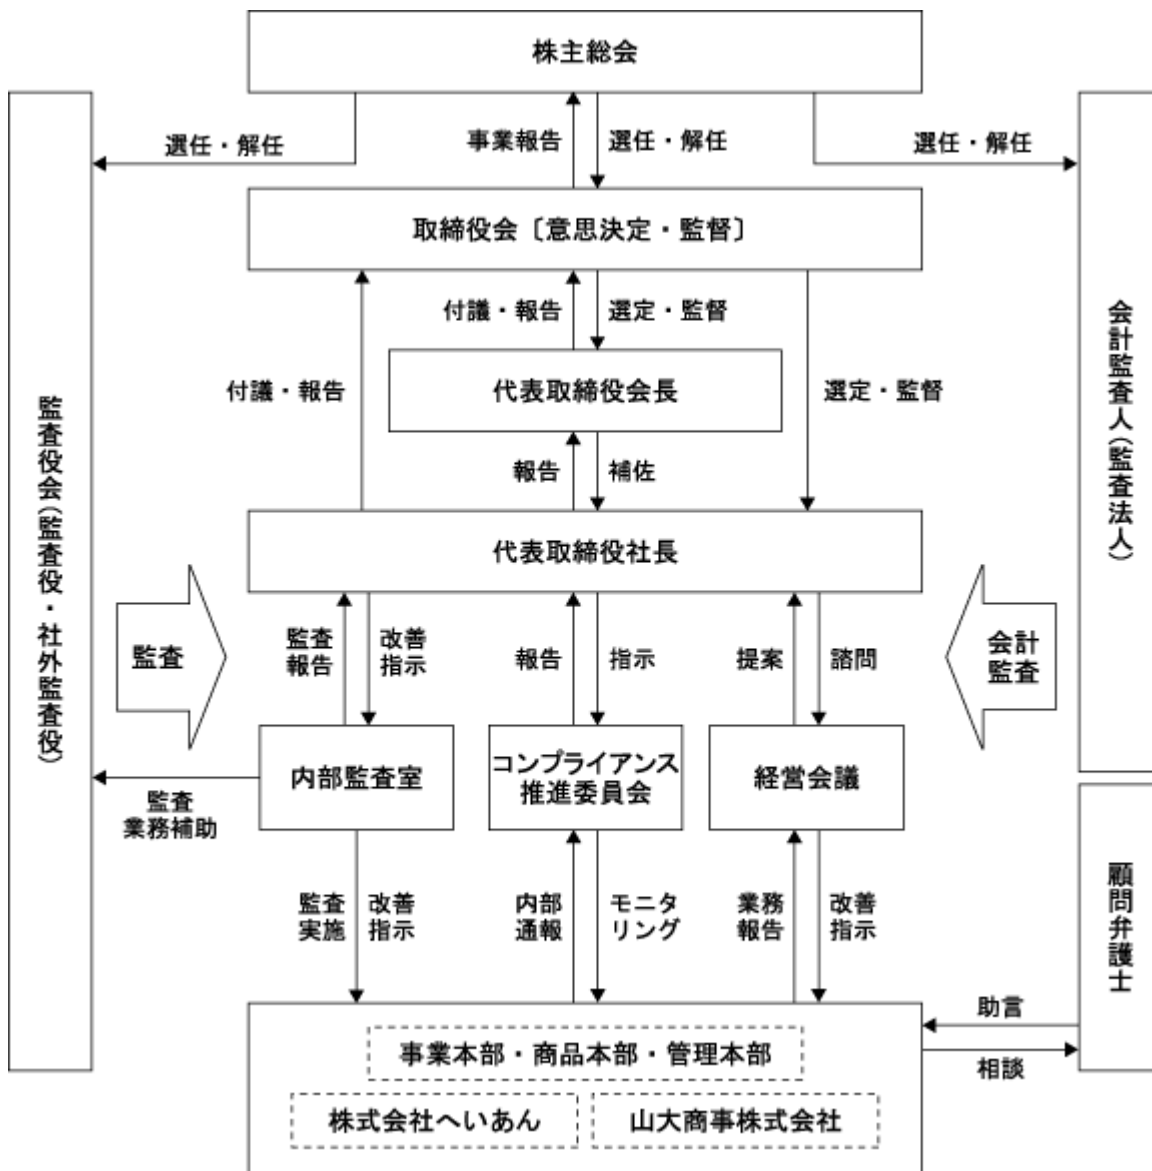 株主総会
選任・解任
事業報告
選任・解任
選任・解任
取締役会〔意思決定・監督〕
付議・報告
選定・監督
代表取締役会長
付議・報告
選定・監督
報告
補佐
代表取締役社長
監査役会（監査役・社外監査役）
会計監査人（監査法人）
監査
会計
監査
監査
報告
改善
指示
報告
指示
提案
諮問
内部監査室
コンプライアンス
推進委員会
経営会議
監査
業務補助
監査
実施
改善
指示
内部
通報
モニタ
リング
業務
報告
改善
指示
顧問弁護士
助言
相談
事業本部・商品本部・管理本部
株式会社へいあん
山大商事株式会社